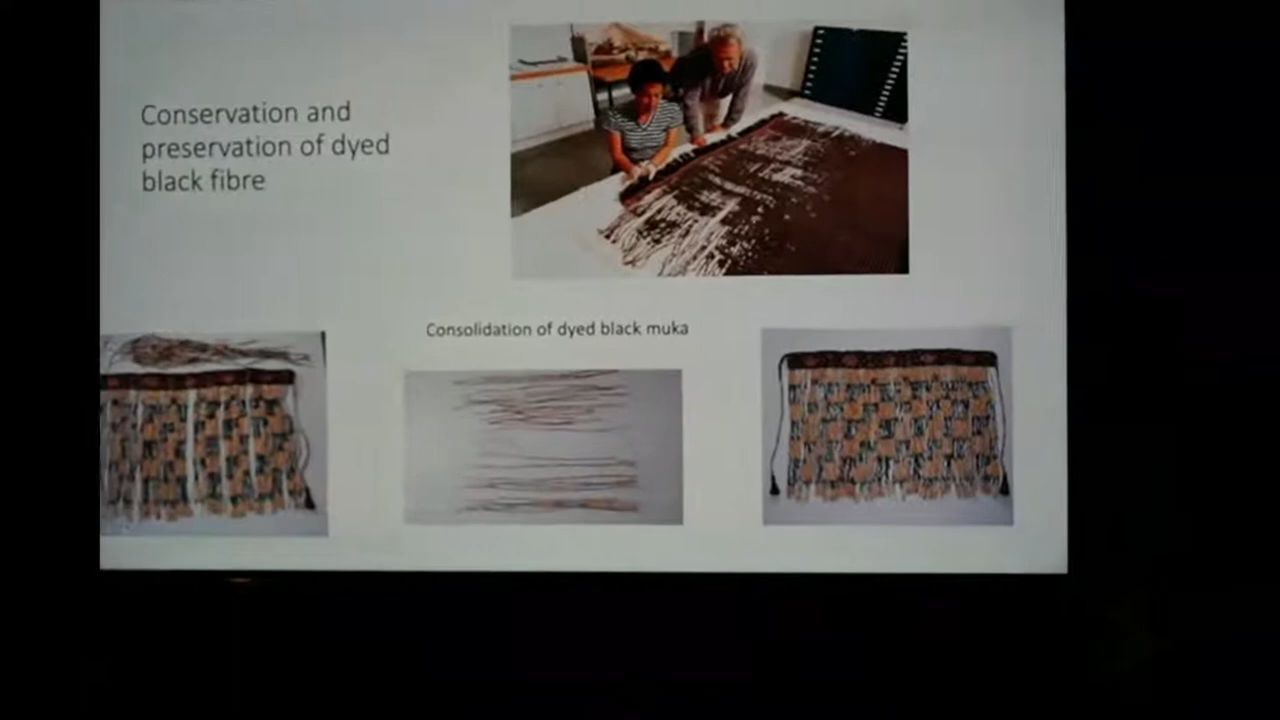 Conservation and
preservation of dyed
black fibre
Consolidation of dyed black muka